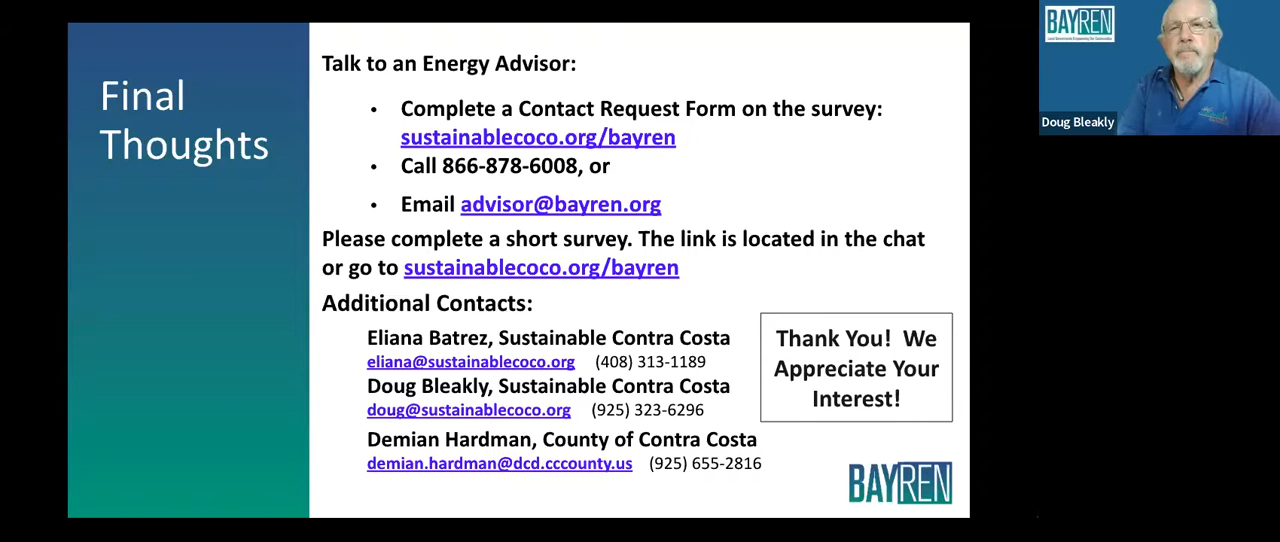 Final
Thoughts
Talk to an Energy Advisor:
• Complete a Contact Request Form on the survey:
sustainablecoco.org/bayren
• Call 866-878-6008, or
• Email advisor@bayren.org
Please complete a short survey. The link is located in the chat
or go to sustainablecoco.org/bayren
Additional Contacts:
Eliana Batrez, Sustainable Contra Costa
eliana@sustainablecoco.org (408) 313-1189
Doug Bleakly, Sustainable Contra Costa
doug@sustainablecoco.org (925) 323-6296
Demian Hardman, County of Contra Costa
demian.hardman@dcd.cccounty.us (925) 655-2816
Thank You! We
Appreciate Your
Interest!
BAYREN
BAYREN
Doug Bleakly